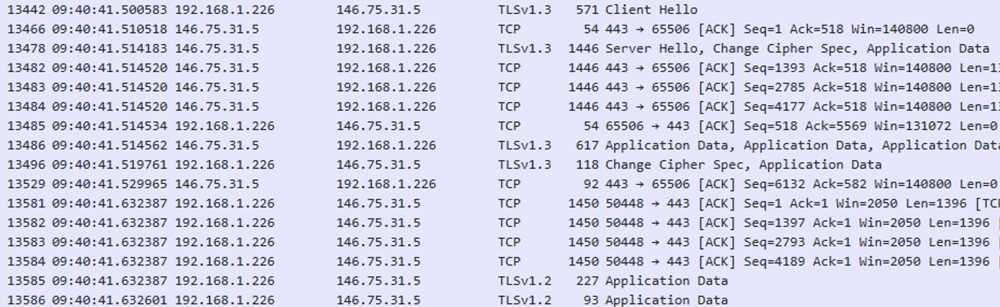 13442 09:40:41.500583 192.168.1.226 146.75.31.5 TLSv1.3 571 Client Hello
13466 09:40:41.510518 146.75.31.5 192.168.1.226 TCP 54 443 → 65506 [ACK] Seq=1 Ack=518 Win=140800 Len=0
13478 09:40:41.514183 146.75.31.5 192.168.1.226 TLSv1.3 1446 Server Hello, Change Cipher Spec, Application Data
13482 09:40:41.514520 146.75.31.5 192.168.1.226 TCP 1446 443 → 65506 [ACK] Seq=1393 Ack=518 Win=140800 Len=13
13483 09:40:41.514520 146.75.31.5 192.168.1.226 TCP 1446 443 → 65506 [ACK] Seq=2785 Ack=518 Win=140800 Len=13
13484 09:40:41.514520 146.75.31.5 192.168.1.226 TCP 1446 443 → 65506 [ACK] Seq=4177 Ack=518 Win=140800 Len=13
13485 09:40:41.514534 192.168.1.226 146.75.31.5 TCP 54 65506 → 443 [ACK] Seq=518 Ack=5569 Win=131072 Len=0
13486 09:40:41.514562 146.75.31.5 192.168.1.226 TLSv1.3 617 Application Data, Application Data, Application Data
13496 09:40:41.519761 192.168.1.226 146.75.31.5 TLSv1.3 118 Change Cipher Spec, Application Data
13529 09:40:41.529965 146.75.31.5 192.168.1.226 TCP 92 443 → 65506 [ACK] Seq=6132 Ack=582 Win=140800 Len=0
13581 09:40:41.632387 192.168.1.226 146.75.31.5 TCP 1450 50448 → 443 [ACK] Seq=1 Ack=1 Win=2050 Len=1396 [TCP
13582 09:40:41.632387 192.168.1.226 146.75.31.5 TCP 1450 50448 → 443 [ACK] Seq=1397 Ack=1 Win=2050 Len=1396 [
13583 09:40:41.632387 192.168.1.226 146.75.31.5 TCP 1450 50448 → 443 [ACK] Seq=2793 Ack=1 Win=2050 Len=1396 [
13584 09:40:41.632387 192.168.1.226 146.75.31.5 TCP 1450 50448 → 443 [ACK] Seq=4189 Ack=1 Win=2050 Len=1396 [
13585 09:40:41.632387 192.168.1.226 146.75.31.5 TLSv1.2 227 Application Data
13586 09:40:41.632601 192.168.1.226 146.75.31.5 TLSv1.2 93 Application Data